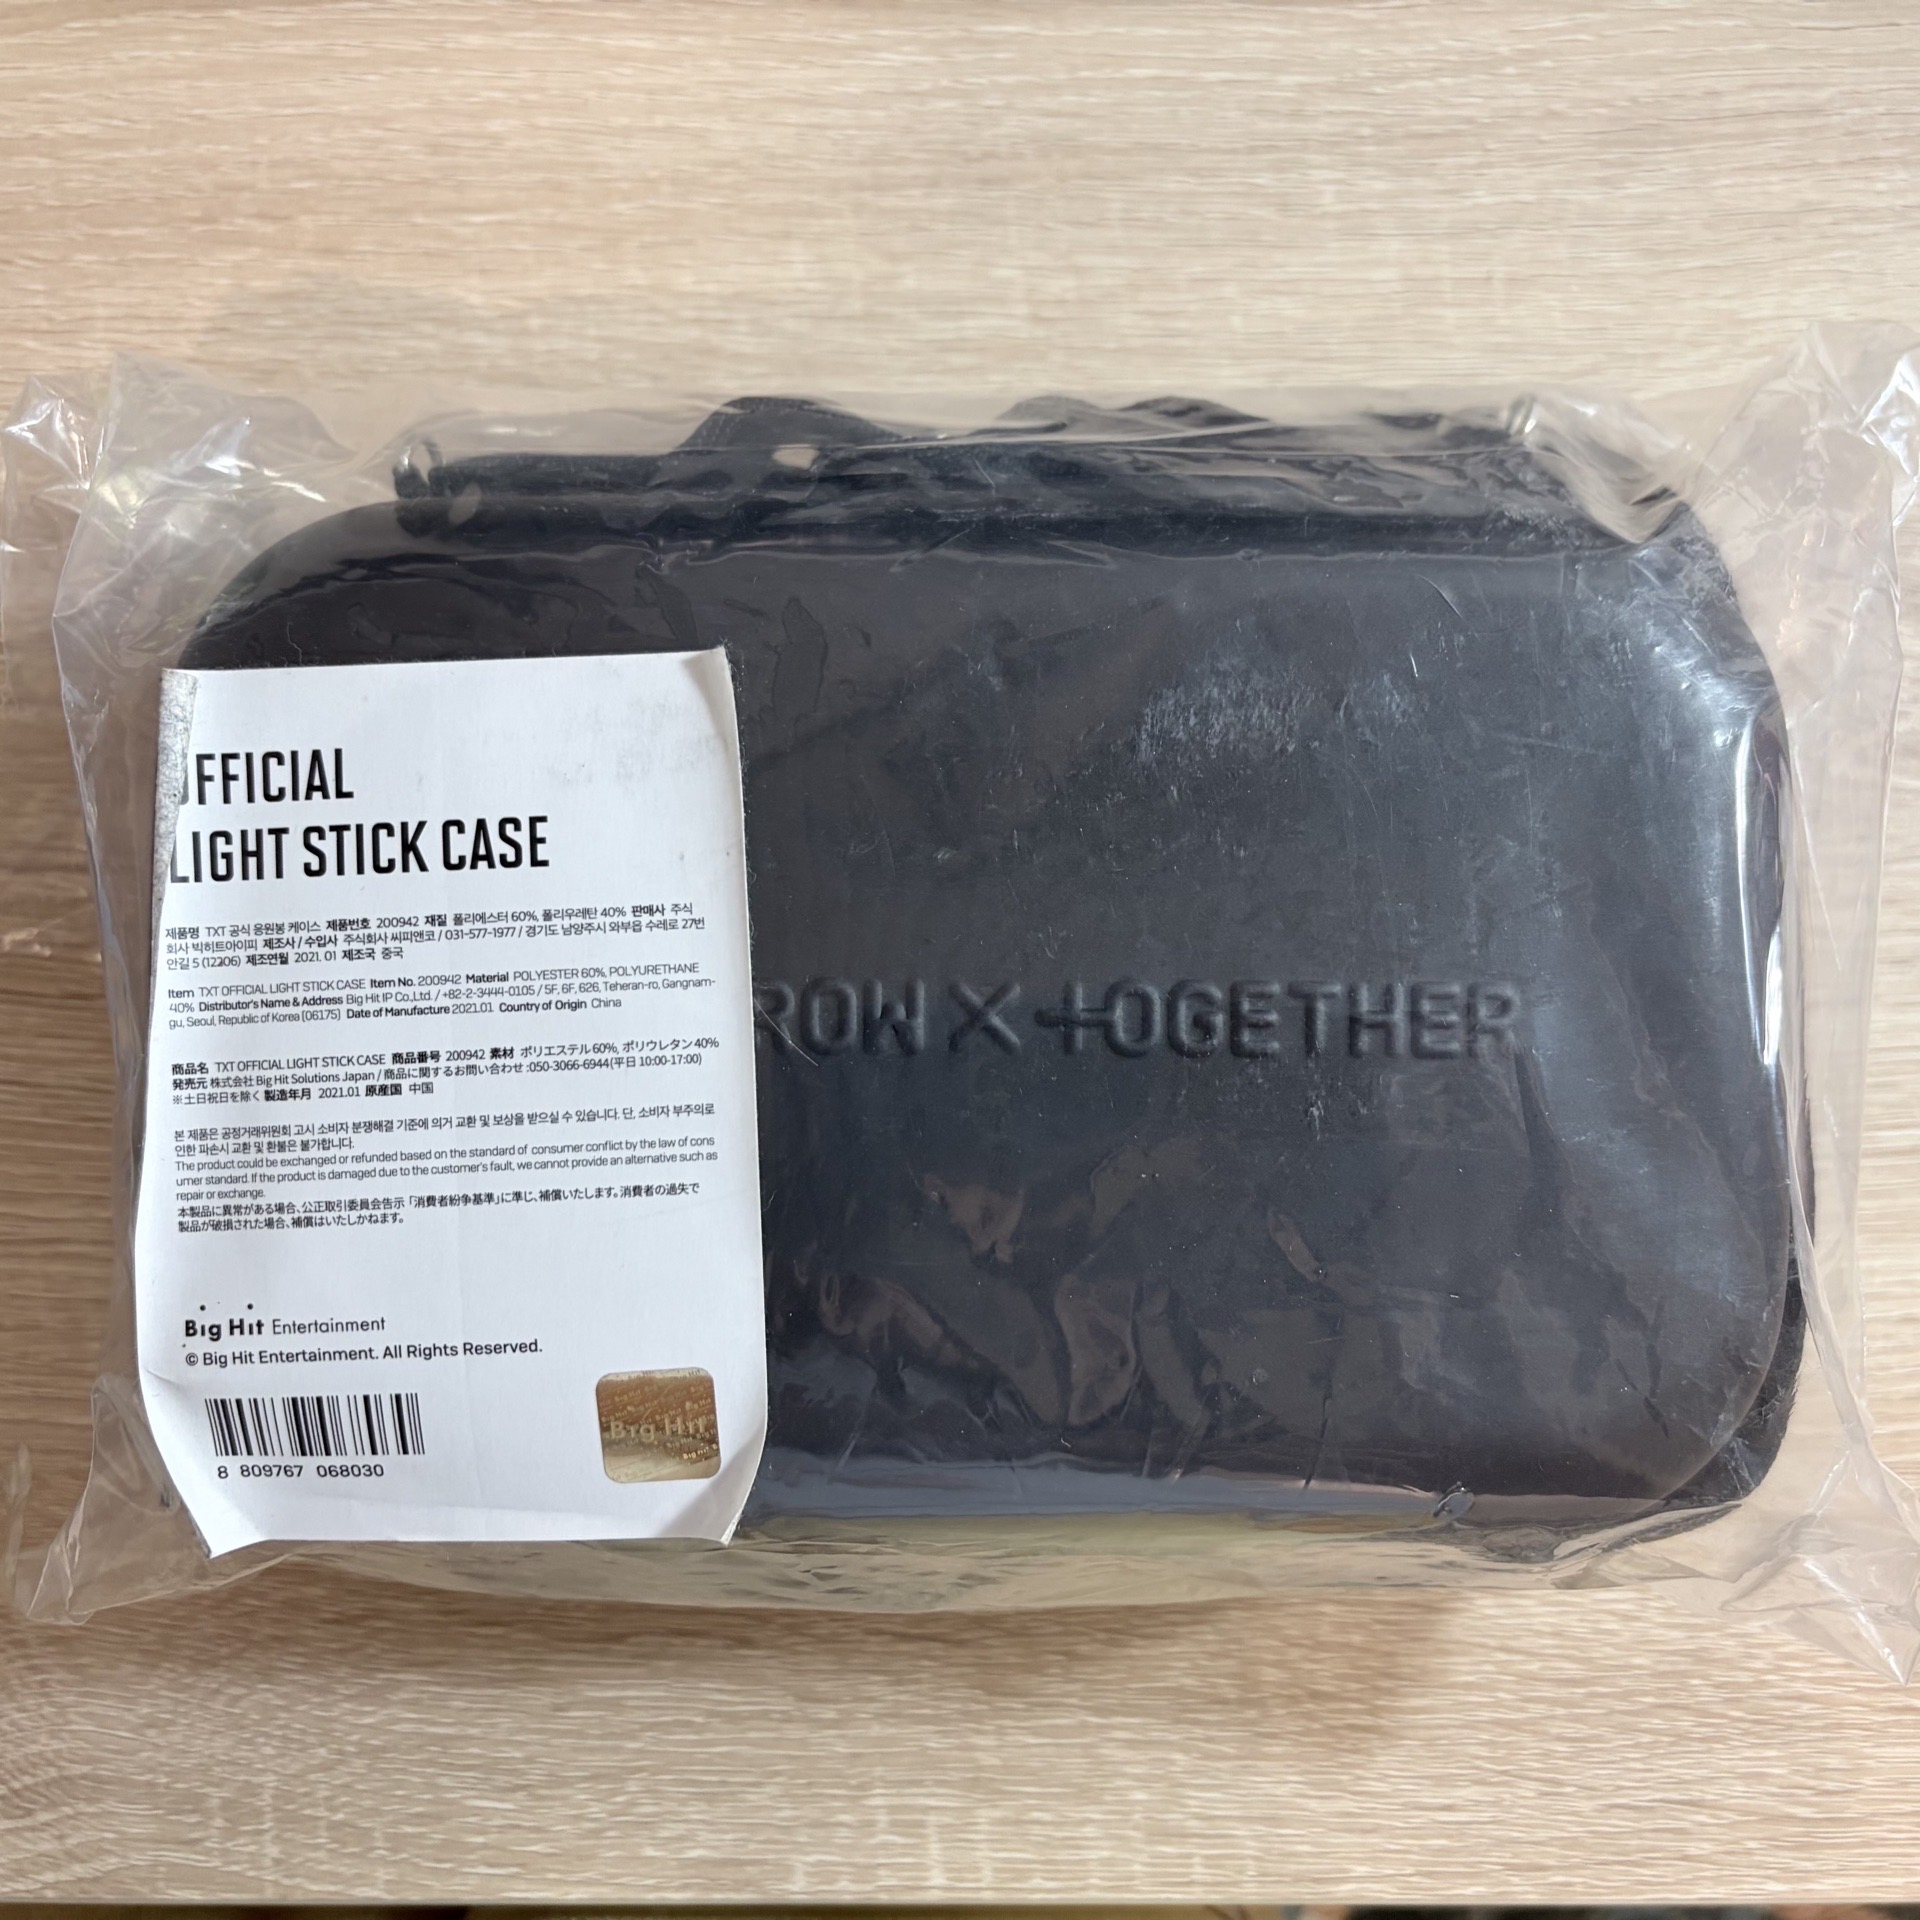 OFFICIAL
LIGHT STICK CASE
제품명 TXT 공식 응원봉 케이스 제품번호 200942 재질 폴리에스터 60%, 폴리우레탄 40% 판매사 주식
회사 빅히트아이피 제조사 / 수입사 주식회사 씨피앤코 / 031-577-1977 / 경기도 남양주시 와부읍 수레로 27번
안길 5 (12206) 제조연월 2021. 01 제조국 중국
Item TXT OFFICIAL LIGHT STICK CASE Item No. 200942 Material POLYESTER 60%, POLYURETHANE
40% Distributor's Name & Address Big Hit IP Co.,Ltd. / +82-2-3444-0105 / 5F, 6F, 626, Teheran-ro, Gangnam-
gu, Seoul, Republic of Korea (06175) Date of Manufacture 2021.01 Country of Origin China
商品名 TXT OFFICIAL LIGHT STICK CASE 商品番号 200942 素材 ポリエステル60%, ポリウレタン40%
発売元 株式会社 Big Hit Solutions Japan / 商品に関するお問い合わせ :050-3066-6944(平日 10:00-17:00)
※土日祝日を除く 製造年月 2021.01 原産国 中国
본 제품은 공정거래위원회 고시 소비자 분쟁해결 기준에 의거 교환 및 보상을 받으실 수 있습니다. 단, 소비자 부주의로
인한 파손시 교환 및 환불은 불가합니다.
The product could be exchanged or refunded based on the standard of consumer conflict by the law of cons
umer standard. If the product is damaged due to the customer's fault, we cannot provide an alternative such as
repair or exchange.
本製品に異常がある場合、公正取引委員会告示「消費者紛争基準」に準じ、補償いたします。消費者の過失で
製品が破損された場合、補償はいたしかねます。
Big Hit Entertainment
© Big Hit Entertainment. All Rights Reserved.
8 809767 068030
Big Hit
ROW X TOGETHER